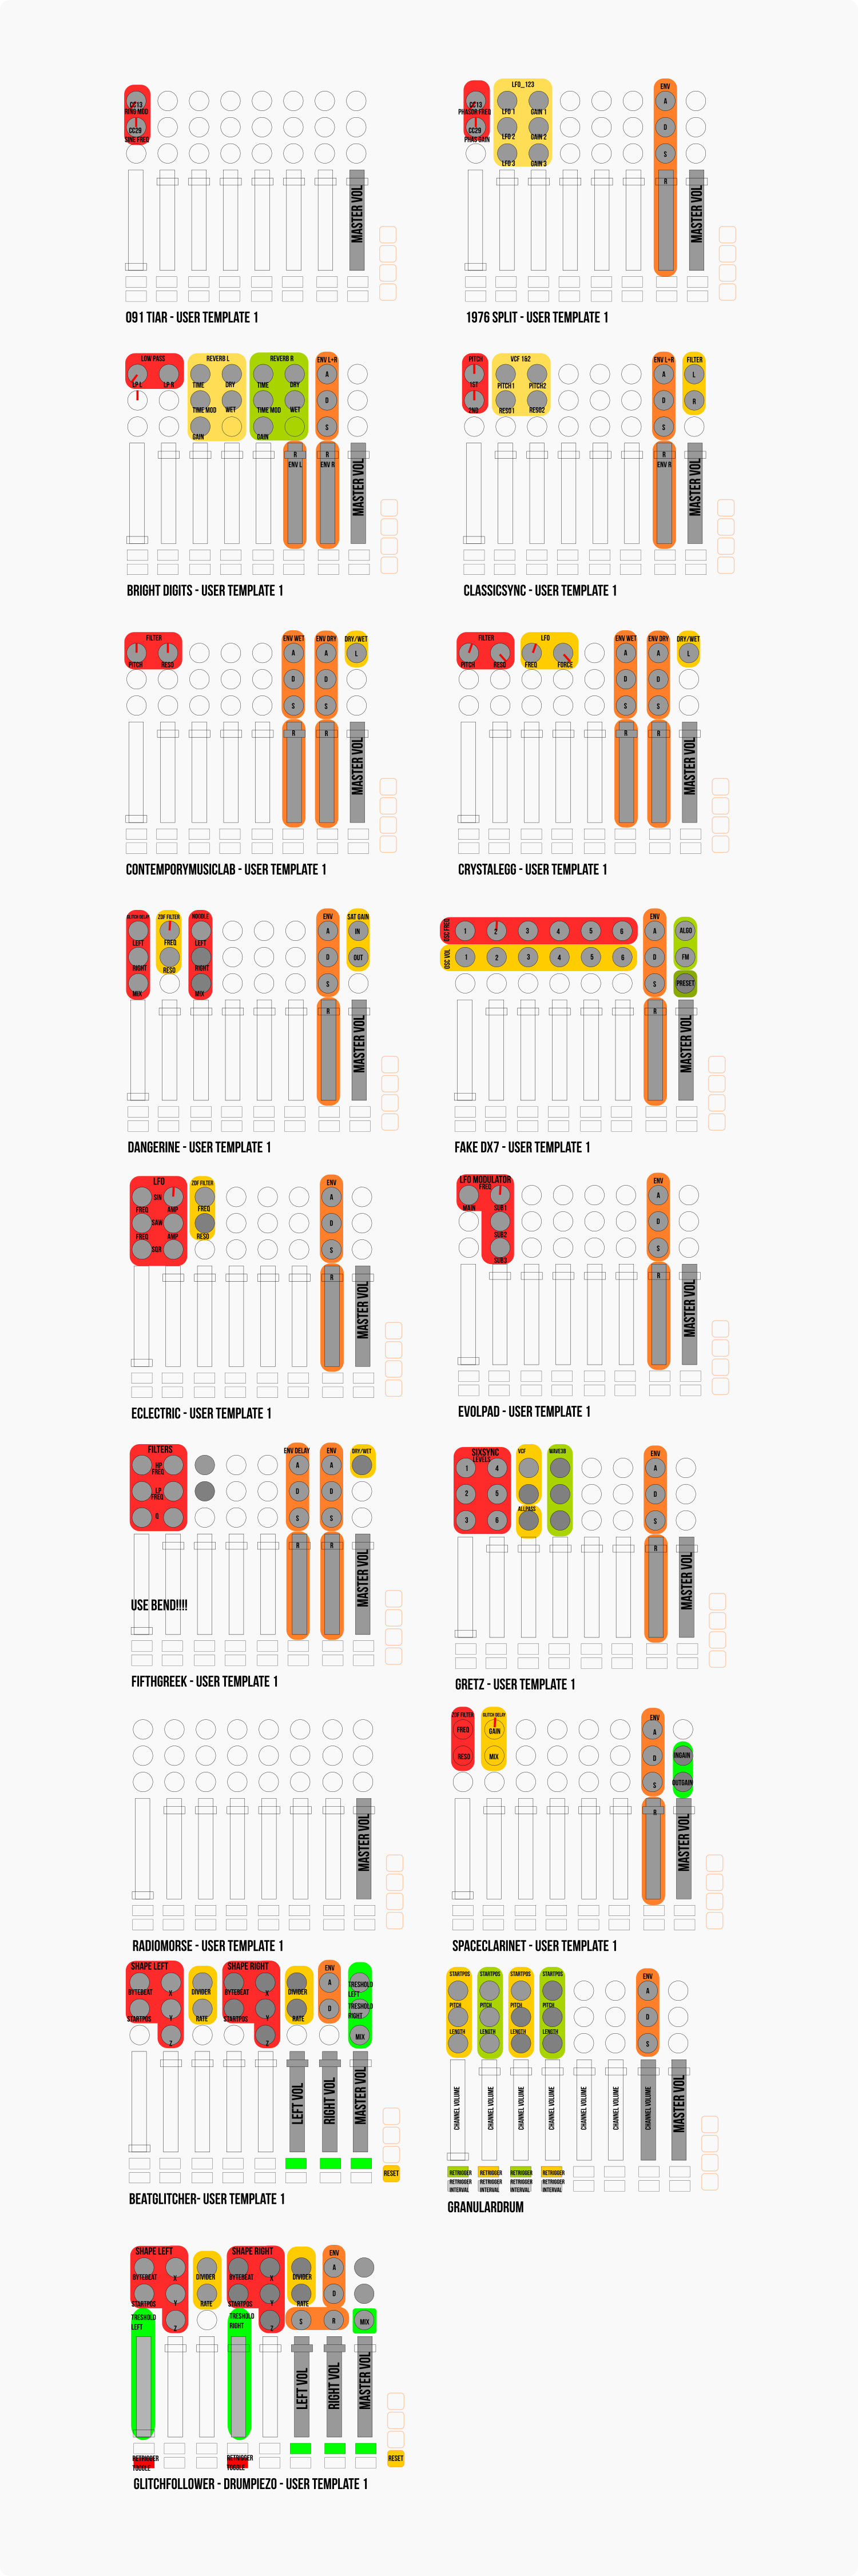 CC13
RING MOD
CC29
SINE FREQ
MASTER VOL
091 TIAR - USER TEMPLATE 1
CC13
PHASOR FREQ
CC29
PHAS GAIN
LFO_123
LFO 1 GAIN 1
LFO 2 GAIN 2
LFO 3 GAIN 3
ENV
A
D
S
R
MASTER VOL
1976 SPLIT - USER TEMPLATE 1
LOW PASS
LP L LP R
REVERB L
TIME DRY
TIME MOD WET
GAIN
REVERB R
TIME DRY
TIME MOD WET
GAIN
ENV L+R
A
D
S
R
ENV L
R
ENV R
MASTER VOL
BRIGHT DIGITS - USER TEMPLATE 1
PITCH
1ST
2ND
VCF 1&2
PITCH1 PITCH2
RESO1 RESO2
ENV L+R
A
D
S
R
ENV R
FILTER
L
R
MASTER VOL
CLASSICSYNC - USER TEMPLATE 1
FILTER
PITCH RESO
ENV WET
A
D
S
R
ENV DRY
A
D
S
R
DRY/WET
L
MASTER VOL
CONTEMPORYMUSICLAB - USER TEMPLATE 1
FILTER
PITCH RESO
LFO
FREQ FORCE
ENV WET
A
D
S
R
ENV DRY
A
D
S
R
DRY/WET
L
MASTER VOL
CRYSTALEGG - USER TEMPLATE 1
GLITCH DELAY
LEFT
RIGHT
MIX
ZDF FILTER
FREQ
RESO
NOODLE
LEFT
RIGHT
MIX
ENV
A
D
S
R
SAT GAIN
IN
OUT
MASTER VOL
DANGERINE - USER TEMPLATE 1
OSC FREQ
1 2 3 4 5 6
OSC VOL
1 2 3 4 5 6
ENV
A
D
S
R
ALGO
FM
PRESET
MASTER VOL
FAKE DX7 - USER TEMPLATE 1
LFO
SIN
FREQ AMP
SAW
FREQ AMP
SQR
ZDF FILTER
FREQ
RESO
ENV
A
D
S
R
MASTER VOL
ECLECTRIC - USER TEMPLATE 1
LFO MODULATOR
FREQ
MAIN SUB1
SUB2
SUB3
ENV
A
D
S
R
MASTER VOL
EVOLPAD - USER TEMPLATE 1
FILTERS
HP
FREQ
LP
FREQ
Q
ENV DELAY
A
D
S
R
ENV
A
D
S
R
DRY/WET
MASTER VOL
USE BEND!!!!
FIFTHGREEK - USER TEMPLATE 1
SIXSYNC
LEVELS
1 4
2 5
3 6
VCF
ALLPASS
WAVE3B
ENV
A
D
S
R
MASTER VOL
GRETZ - USER TEMPLATE 1
MASTER VOL
RADIOMORSE - USER TEMPLATE 1
ZDF FILTER
FREQ
RESO
GLITCH DELAY
GAIN
MIX
ENV
A
D
S
R
INGAIN
OUTGAIN
MASTER VOL
SPACECLARINET - USER TEMPLATE 1
SHAPE LEFT
BYTEBEAT X
STARTPOS Y
Z
DIVIDER
RATE
SHAPE RIGHT
BYTEBEAT X
STARTPOS Y
Z
DIVIDER
RATE
ENV
A
D
TRESHOLD
LEFT
TRESHOLD
RIGHT
MIX
LEFT VOL
RIGHT VOL
MASTER VOL
RESET
BEATGLITCHER- USER TEMPLATE 1
STARTPOS STARTPOS STARTPOS STARTPOS
PITCH PITCH PITCH PITCH
LENGTH LENGTH LENGTH LENGTH
ENV
A
D
S
CHANNEL VOLUME
CHANNEL VOLUME
CHANNEL VOLUME
CHANNEL VOLUME
CHANNEL VOLUME
CHANNEL VOLUME
CHANNEL VOLUME
MASTER VOL
RETRIGGER RETRIGGER RETRIGGER RETRIGGER
RETRIGGER RETRIGGER RETRIGGER RETRIGGER
INTERVAL INTERVAL INTERVAL INTERVAL
GRANULARDRUM
SHAPE LEFT
BYTEBEAT X
STARTPOS Y
Z
TRESHOLD
LEFT
DIVIDER
RATE
SHAPE RIGHT
BYTEBEAT X
STARTPOS Y
Z
TRESHOLD
RIGHT
DIVIDER
RATE
ENV
A
D
S R
MIX
LEFT VOL
RIGHT VOL
MASTER VOL
RETRIGGER
TOGGLE
RETRIGGER
TOGGLE
RESET
GLITCHFOLLOWER - DRUMPIEZO - USER TEMPLATE 1